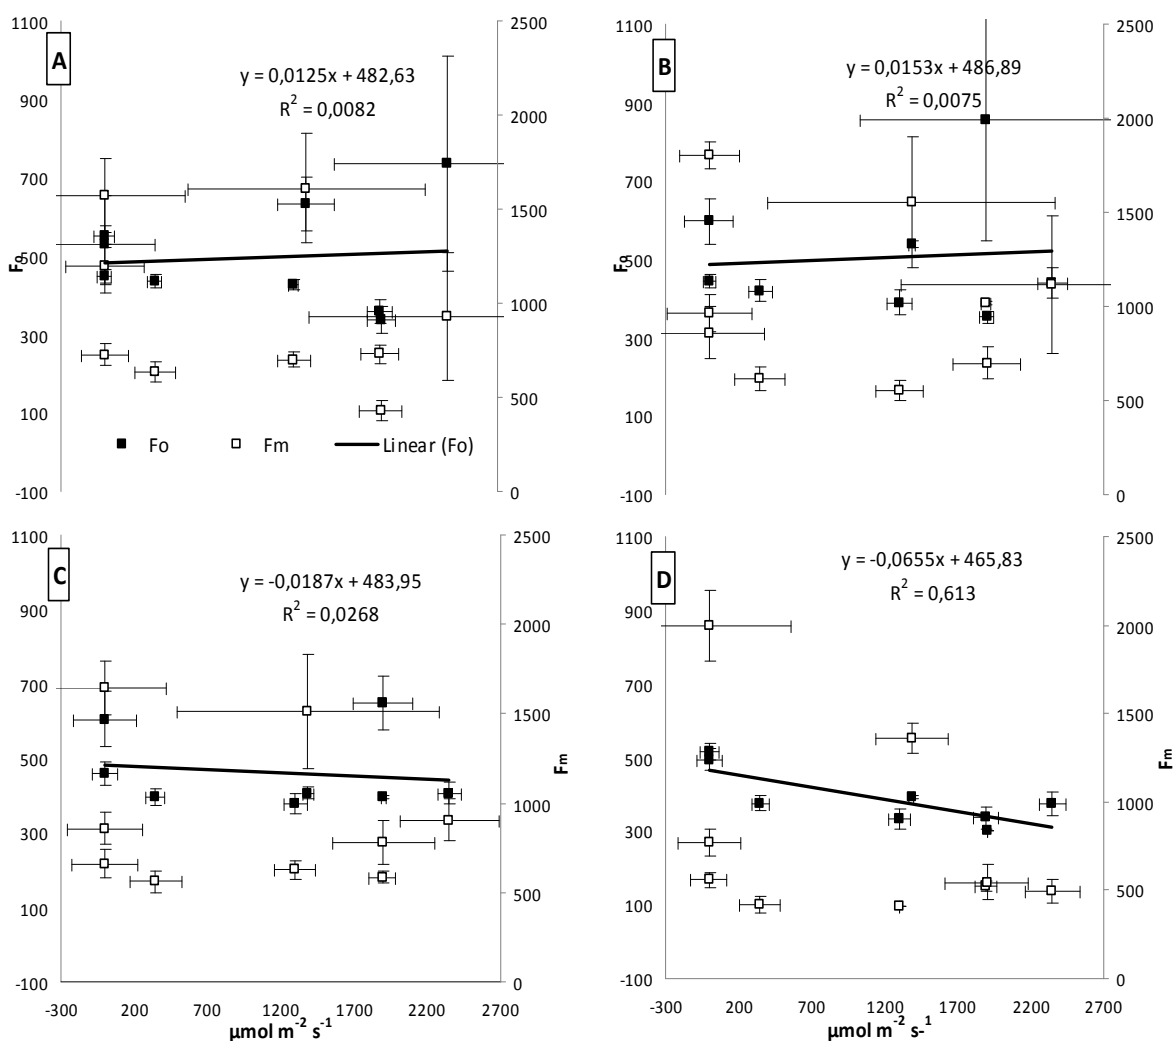 A
y = 0,0125x + 482,63
R2 = 0,0082
1100
900
700
500
300
100
-100
Fo
2500
2000
1500
1000
500
0
Fo
Fm
Linear (Fo)
B
y = 0,0153x + 486,89
R2 = 0,0075
1100
900
700
500
300
100
-100
Fo
2500
2000
1500
1000
500
0
C
y = -0,0187x + 483,95
R2 = 0,0268
1100
900
700
500
300
100
-100
2500
2000
1500
1000
500
0
Fm
-300 200 700 1200 1700 2200 2700
µmol m-2 s-1
D
y = -0,0655x + 465,83
R2 = 0,613
1100
900
700
500
300
100
-100
2500
2000
1500
1000
500
0
Fm
-300 200 700 1200 1700 2200 2700
µmol m-2 s-1